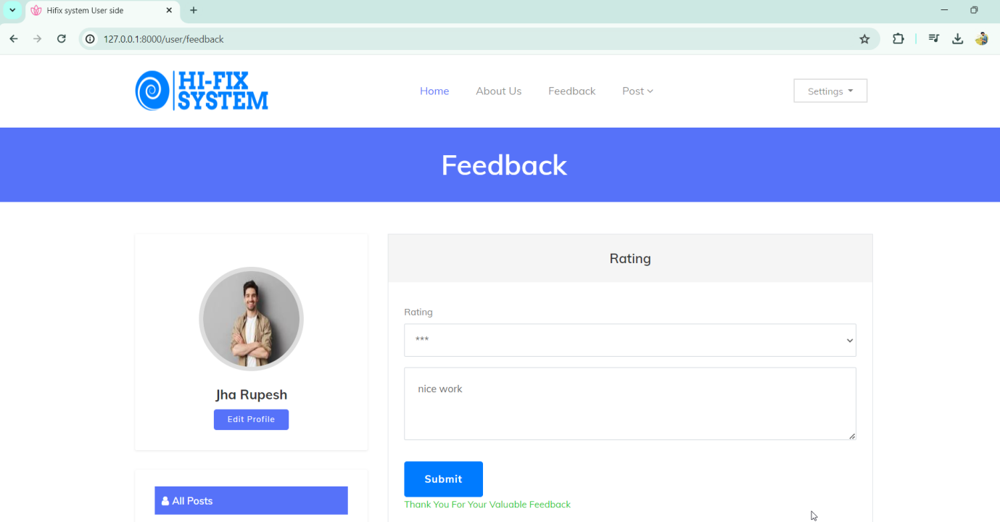 Hifix system User side
127.0.0.1:8000/user/feedback
HI-FIX
SYSTEM
Home
About Us
Feedback
Post
Settings
Feedback
Jha Rupesh
Edit Profile
All Posts
Rating
Rating
***
nice work
Submit
Thank You For Your Valuable Feedback